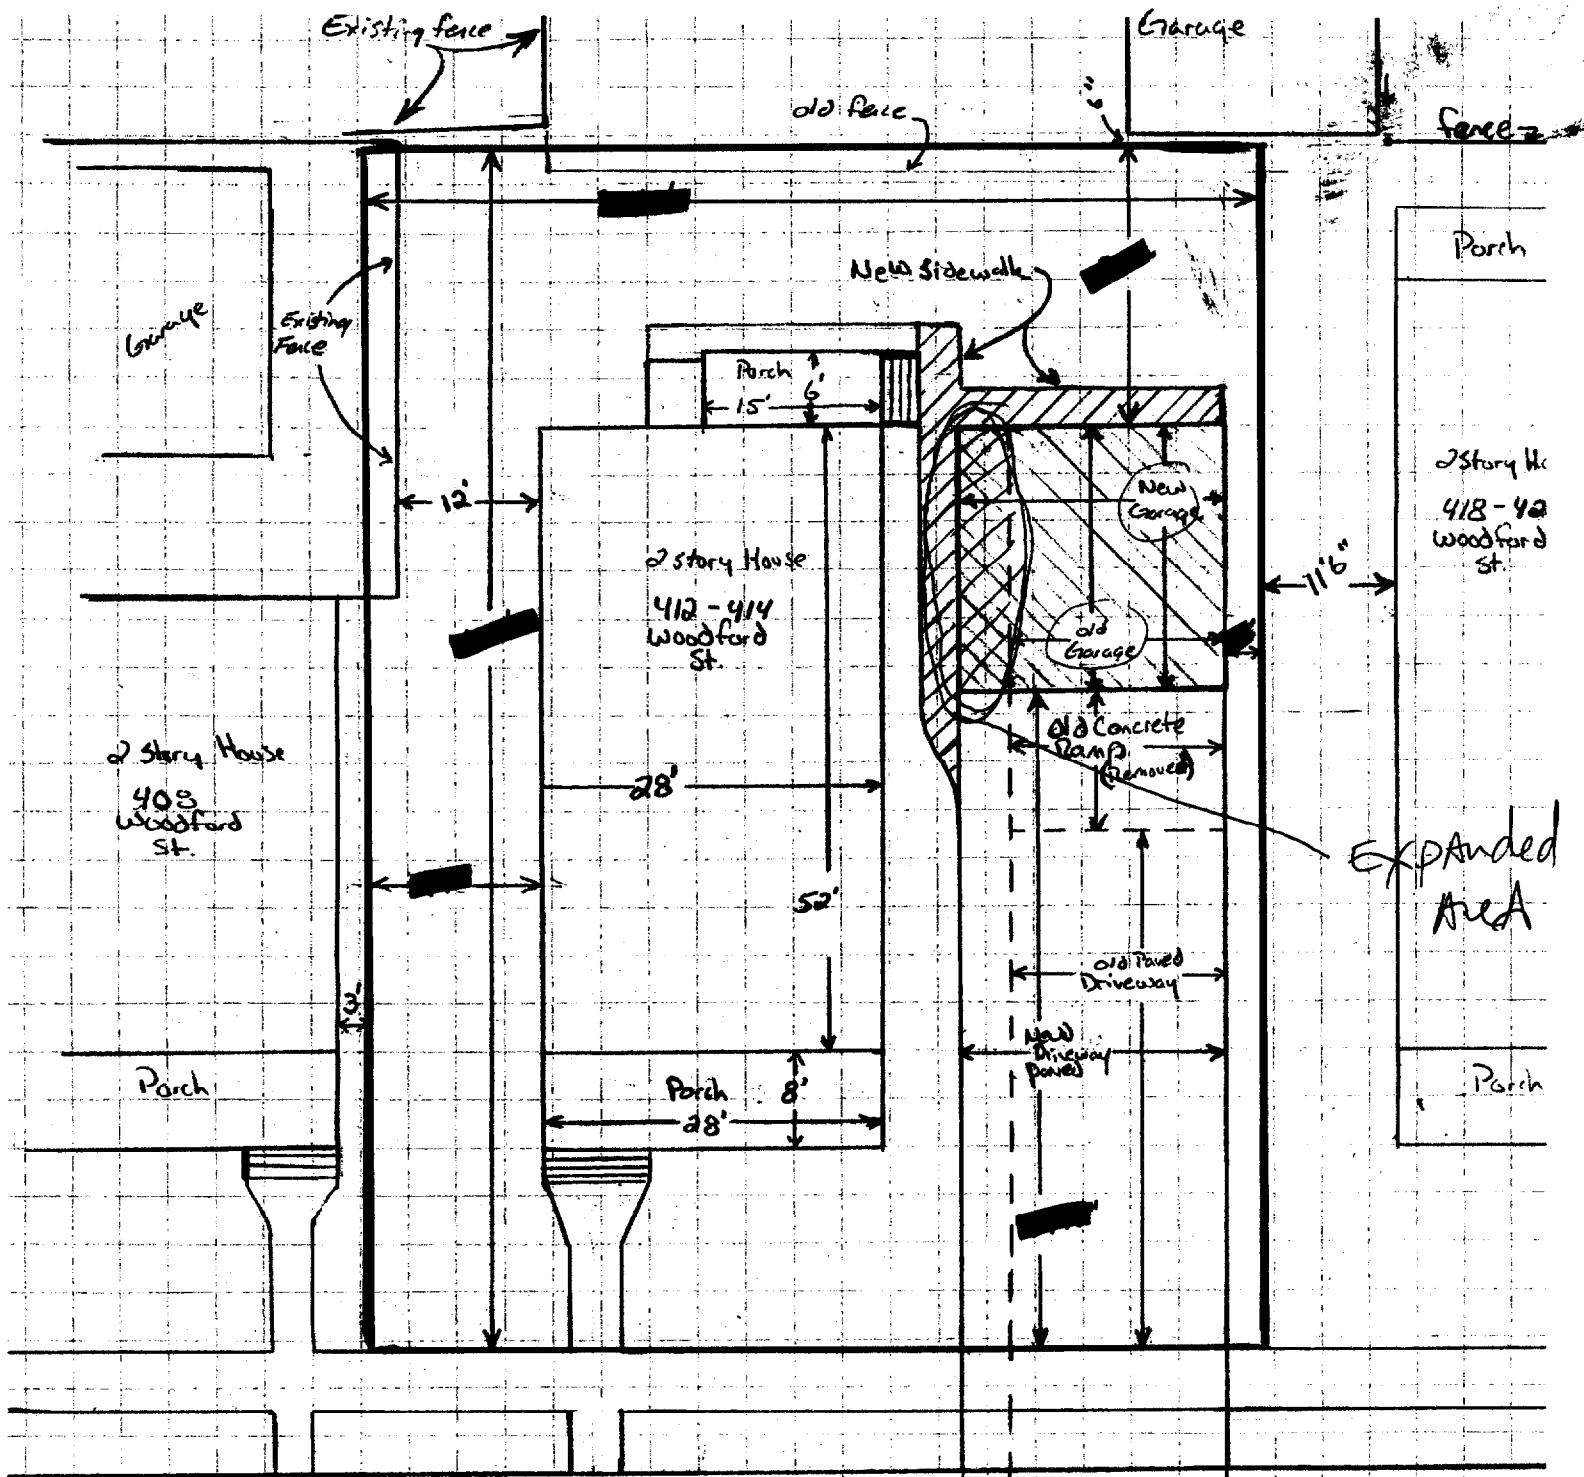 Existing fence
Garage
6"
old fence
fence
Porch
New Sidewalk
Garage
Existing
Fence
Porch
6'
15'
12'
New
Garage
2 Story Ho
418-42
Woodford
St.
2 story House
412-414
Woodford
St.
11'6"
old
Garage
Old Concrete
Ramp
(Removed)
2 Story House
408
Woodford
St.
28'
Expanded
Area
52'
old Paved
Driveway
3'
New
Driveway
paved
Porch
Porch
8'
28'
Porch